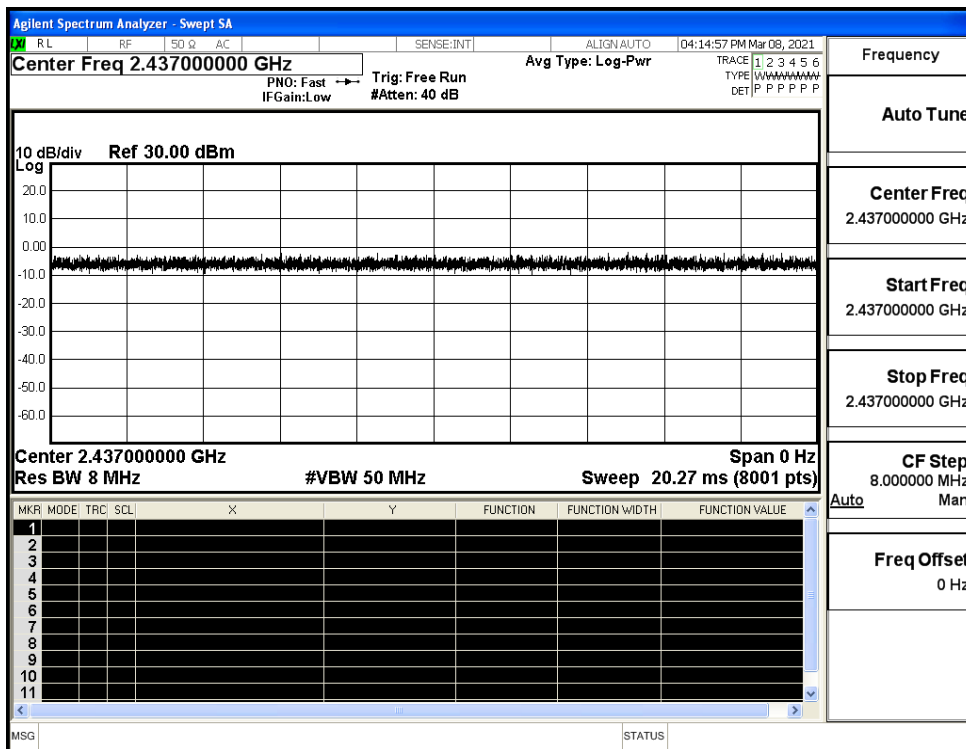 Agilent Spectrum Analyzer - Swept SA
LXI RL RF 50 Ω AC SENSE:INT ALIGN AUTO 04:14:57 PM Mar 08, 2021
Center Freq 2.437000000 GHz
PNO: Fast
IFGain:Low
Trig: Free Run
#Atten: 40 dB
Avg Type: Log-Pwr
TRACE 1 2 3 4 5 6
TYPE WWWWWW
DET P P P P P P
10 dB/div Ref 30.00 dBm
Log
20.0
10.0
0.00
-10.0
-20.0
-30.0
-40.0
-50.0
-60.0
Center 2.437000000 GHz Span 0 Hz
Res BW 8 MHz #VBW 50 MHz Sweep 20.27 ms (8001 pts)
MKR MODE TRC SCL X Y FUNCTION FUNCTION WIDTH FUNCTION VALUE
1
2
3
4
5
6
7
8
9
10
11
MSG STATUS
Frequency
Auto Tune
Center Freq
2.437000000 GHz
Start Freq
2.437000000 GHz
Stop Freq
2.437000000 GHz
CF Step
8.000000 MHz
Auto Man
Freq Offset
0 Hz